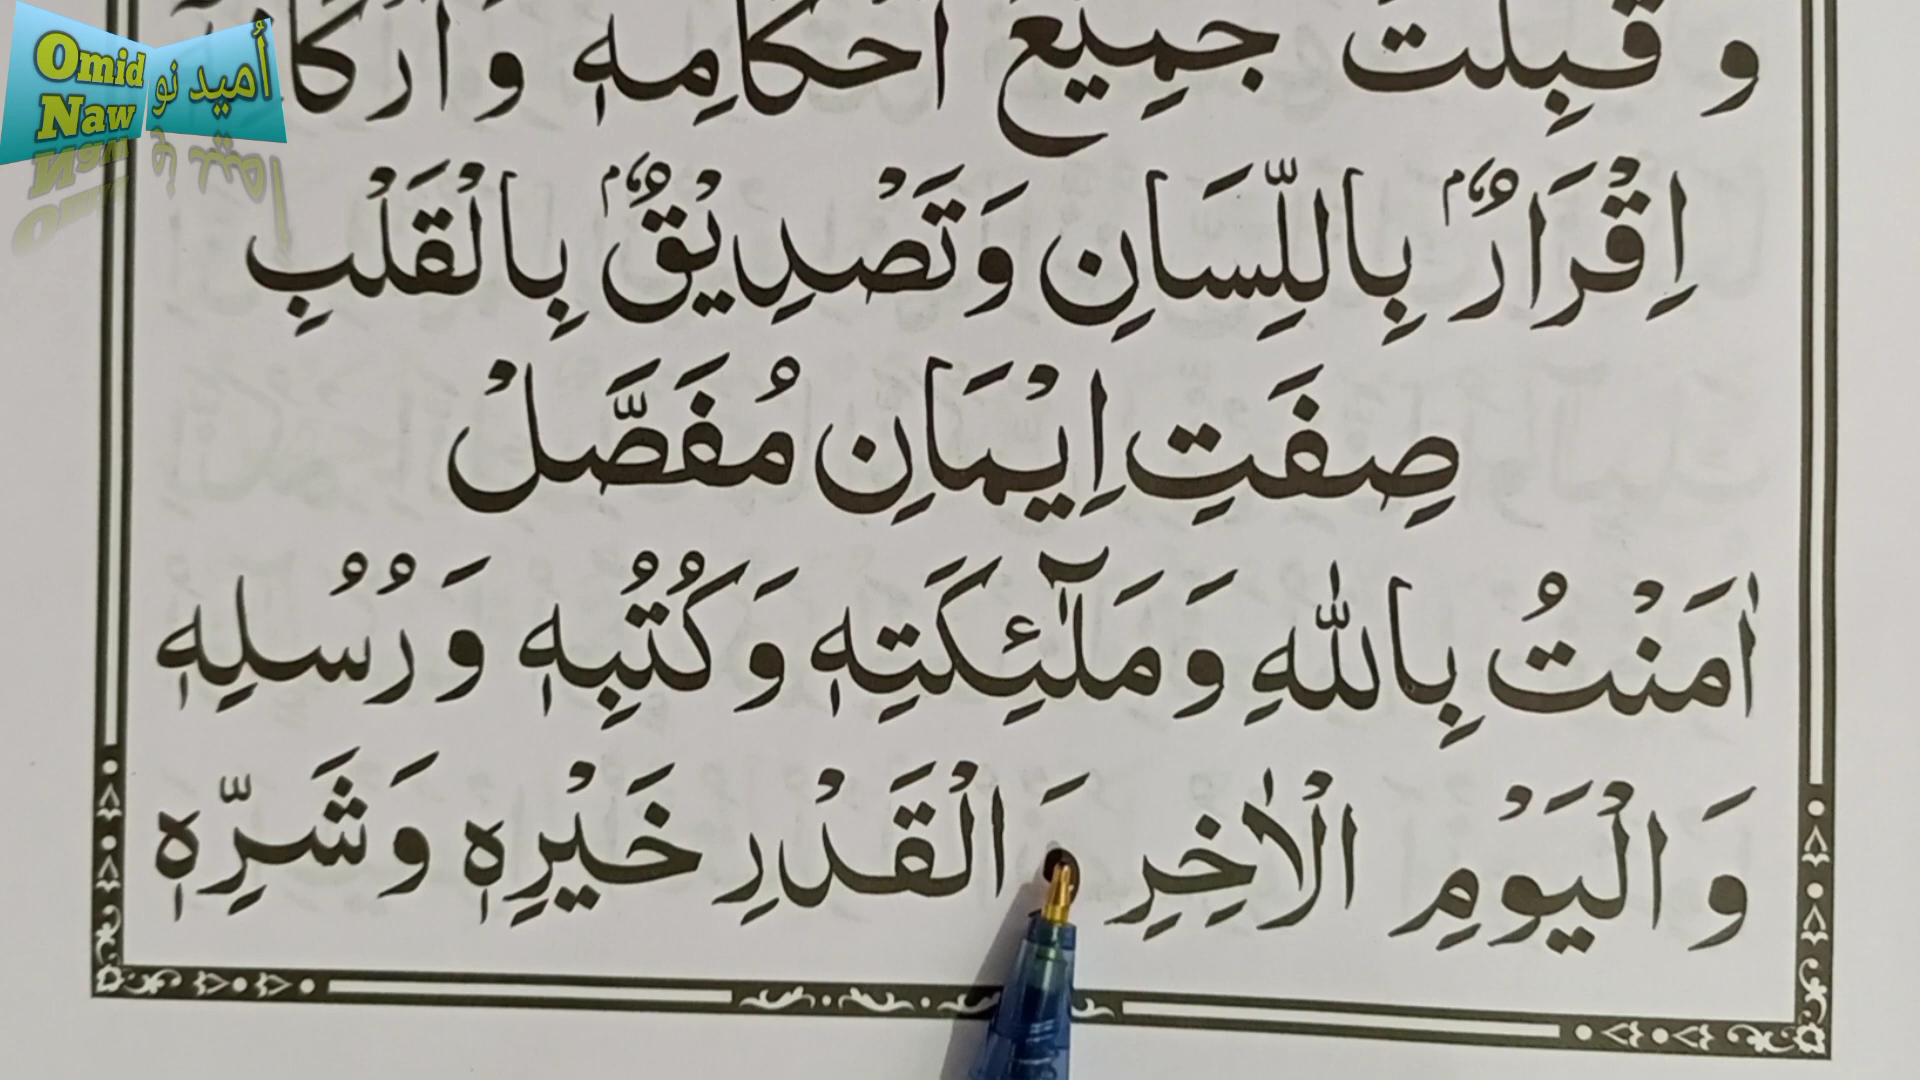 Omid
Naw
اُمید نو
وَ قَبِلْتُ جَمِيْعَ اَحْكَامِهٖ وَاَرْكَا
اِقْرَارٌۢ بِاللِّسَانِ وَتَصْدِيْقٌۢ بِالْقَلْبِ
صِفَتِ اِيْمَانِ مُفَصَّلْ
اٰمَنْتُ بِاللّٰهِ وَمَلٰٓئِكَتِهٖ وَكُتُبِهٖ وَ رُسُلِهٖ
وَ الْيَوْمِ الْاٰخِرِ وَ الْقَدْرِ خَيْرِهٖ وَشَرِّهٖ